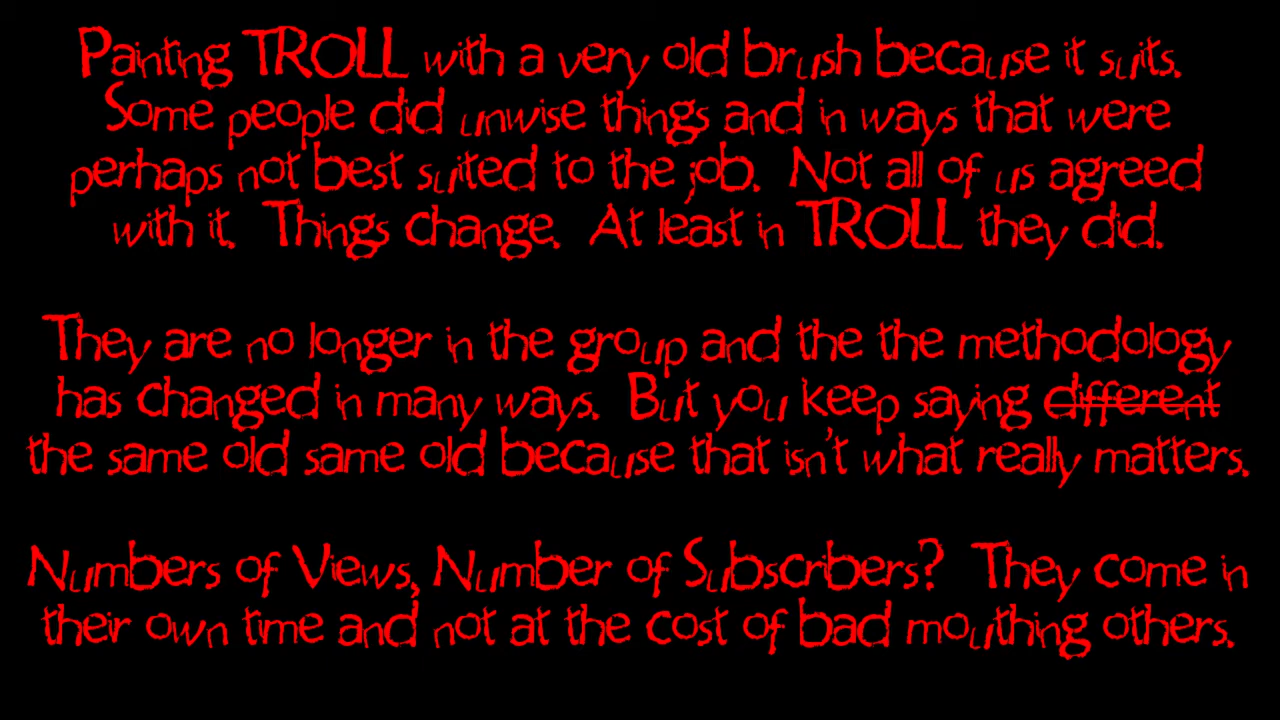 Painting TROLL with a very old brush because it suits.
Some people did unwise things and in ways that were
perhaps not best suited to the job.  Not all of us agreed
with it.  Things change.  At least in TROLL they did.
They are no longer in the group and the the methodology
has changed in many ways.  But you keep saying different
the same old same old because that isn't what really matters.
Numbers of Views, Number of Subscribers?  They come in
their own time and not at the cost of bad mouthing others.